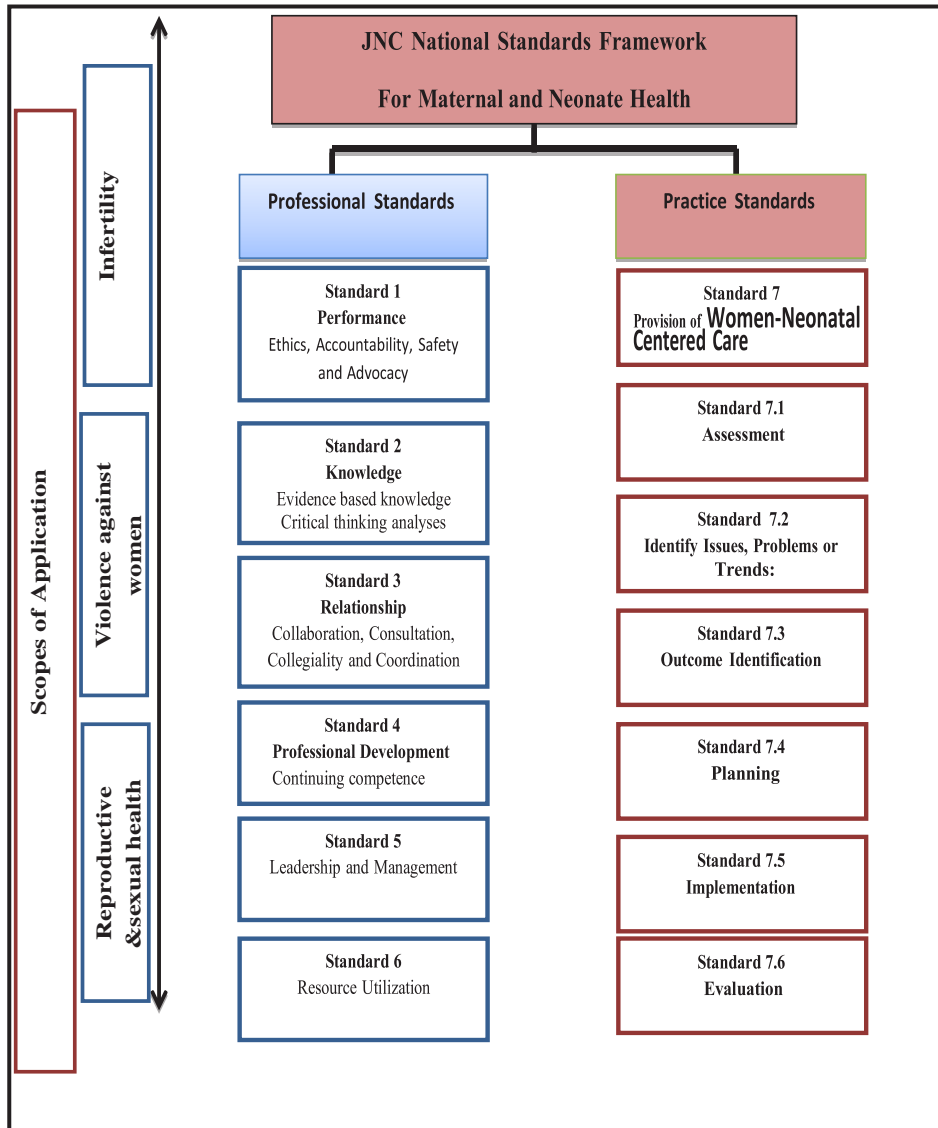 JNC National Standards Framework
For Maternal and Neonate Health
Scopes of Application
Infertility
Violence against
women
Reproductive
&sexual health
Professional Standards
Standard 1
Performance
Ethics, Accountability, Safety
and Advocacy
Standard 2
Knowledge
Evidence based knowledge
Critical thinking analyses
Standard 3
Relationship
Collaboration, Consultation,
Collegiality and Coordination
Standard 4
Professional Development
Continuing competence
Standard 5
Leadership and Management
Standard 6
Resource Utilization
Practice Standards
Standard 7
Provision of Women-Neonatal
Centered Care
Standard 7.1
Assessment
Standard 7.2
Identify Issues, Problems or
Trends:
Standard 7.3
Outcome Identification
Standard 7.4
Planning
Standard 7.5
Implementation
Standard 7.6
Evaluation